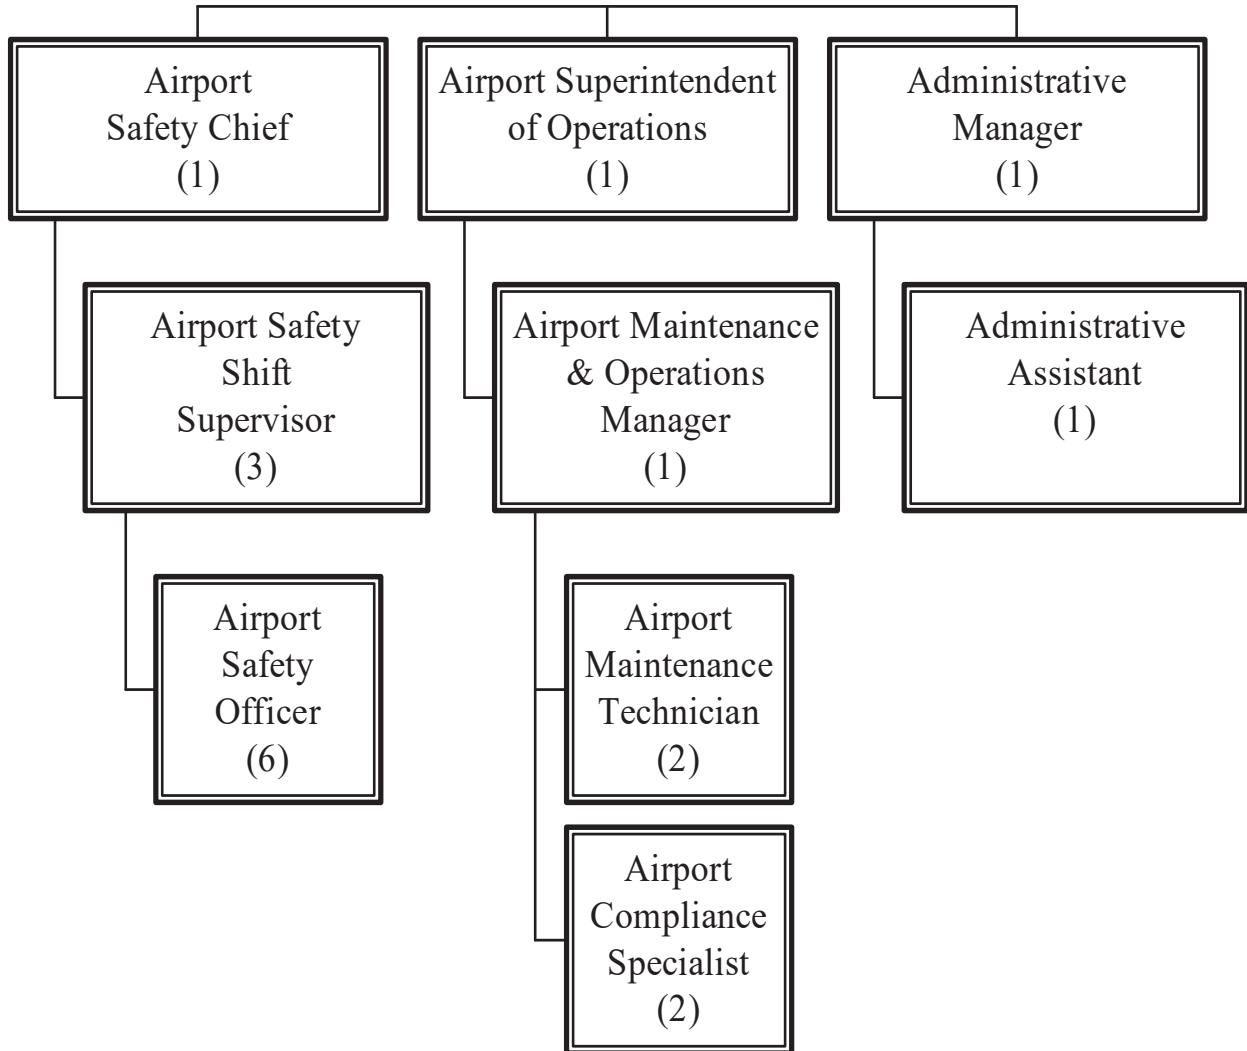 Airport
Safety Chief
(1)
Airport Superintendent
of Operations
(1)
Administrative
Manager
(1)
Airport Safety
Shift
Supervisor
(3)
Airport Maintenance
& Operations
Manager
(1)
Administrative
Assistant
(1)
Airport
Safety
Officer
(6)
Airport
Maintenance
Technician
(2)
Airport
Compliance
Specialist
(2)